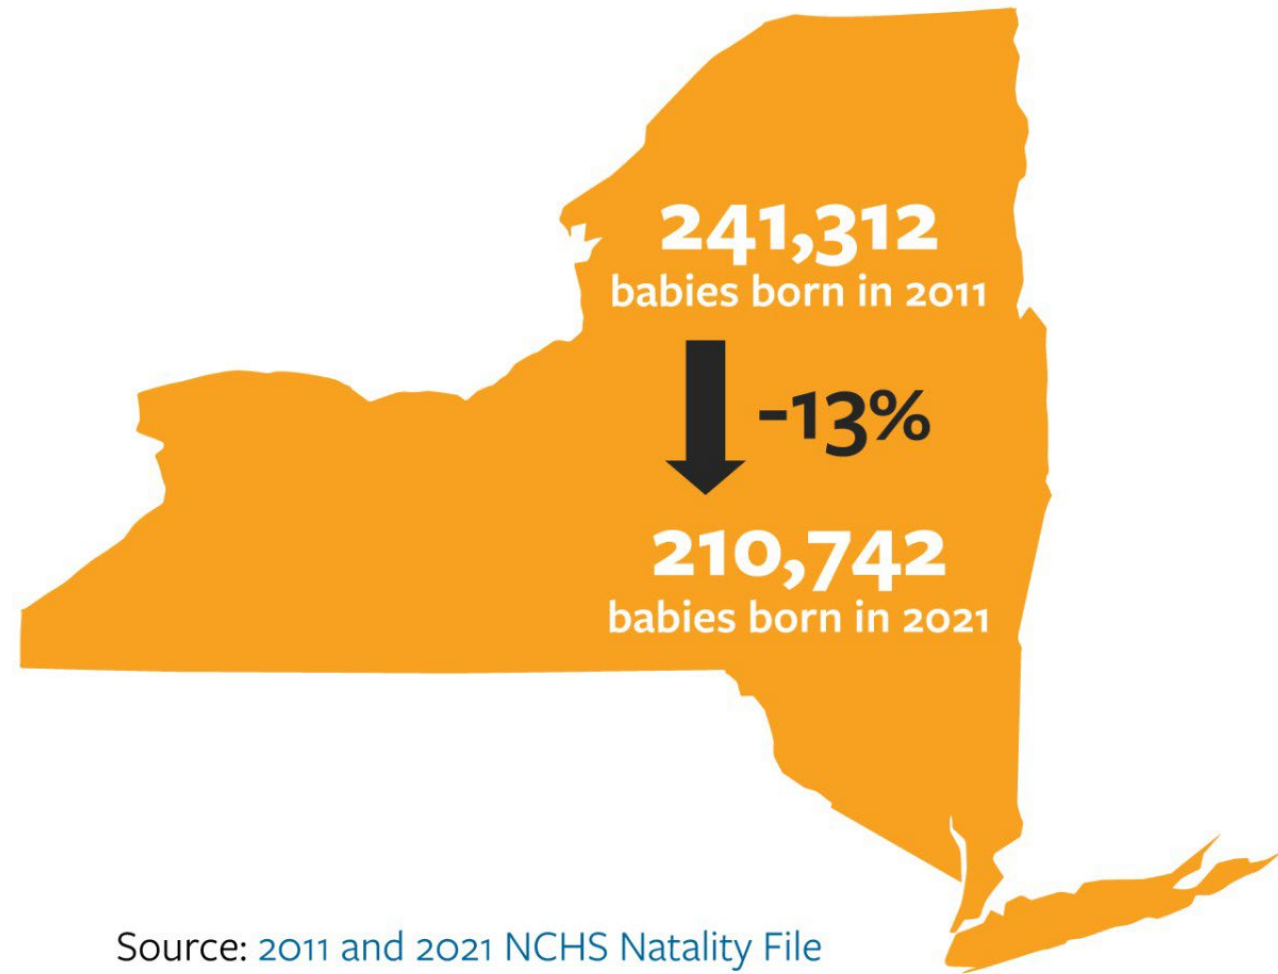 241,312
babies born in 2011
-13%
210,742
babies born in 2021
Source: 2011 and 2021 NCHS Natality File